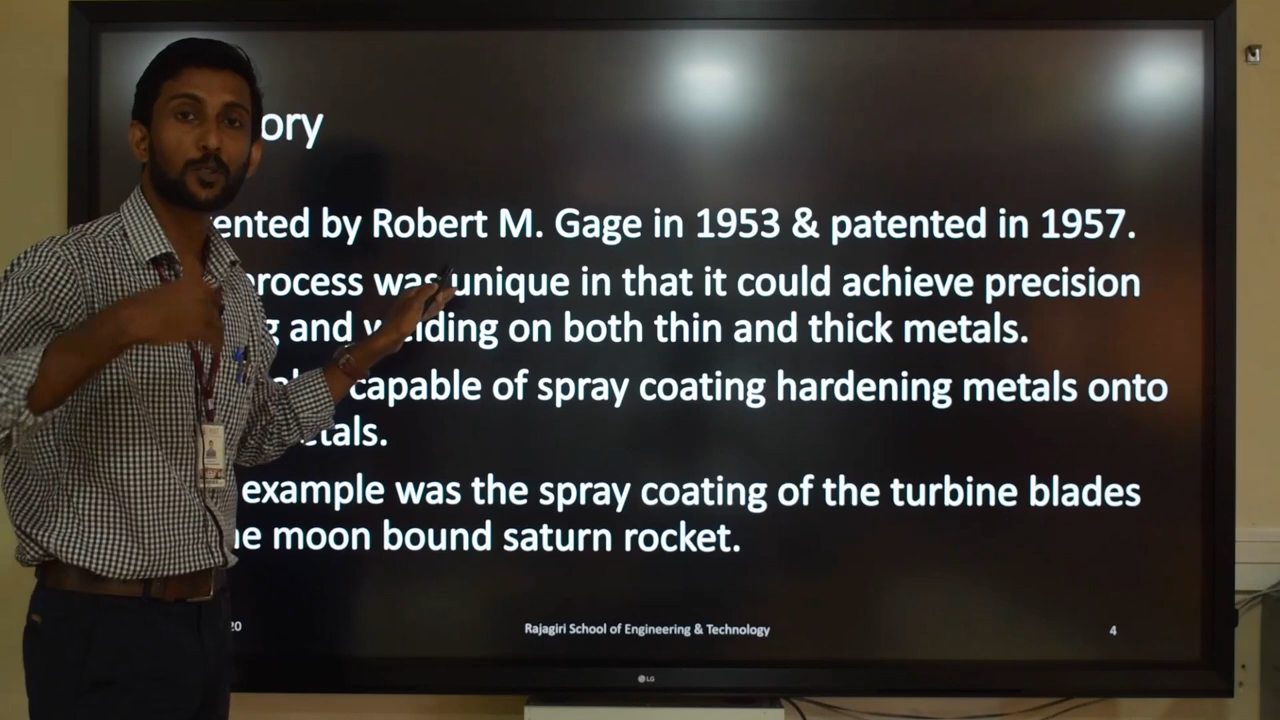 ory
ented by Robert M. Gage in 1953 & patented in 1957.
process was unique in that it could achieve precision
g and welding on both thin and thick metals.
capable of spray coating hardening metals onto
etals.
example was the spray coating of the turbine blades
he moon bound saturn rocket.
20
Rajagiri School of Engineering & Technology
4
LG